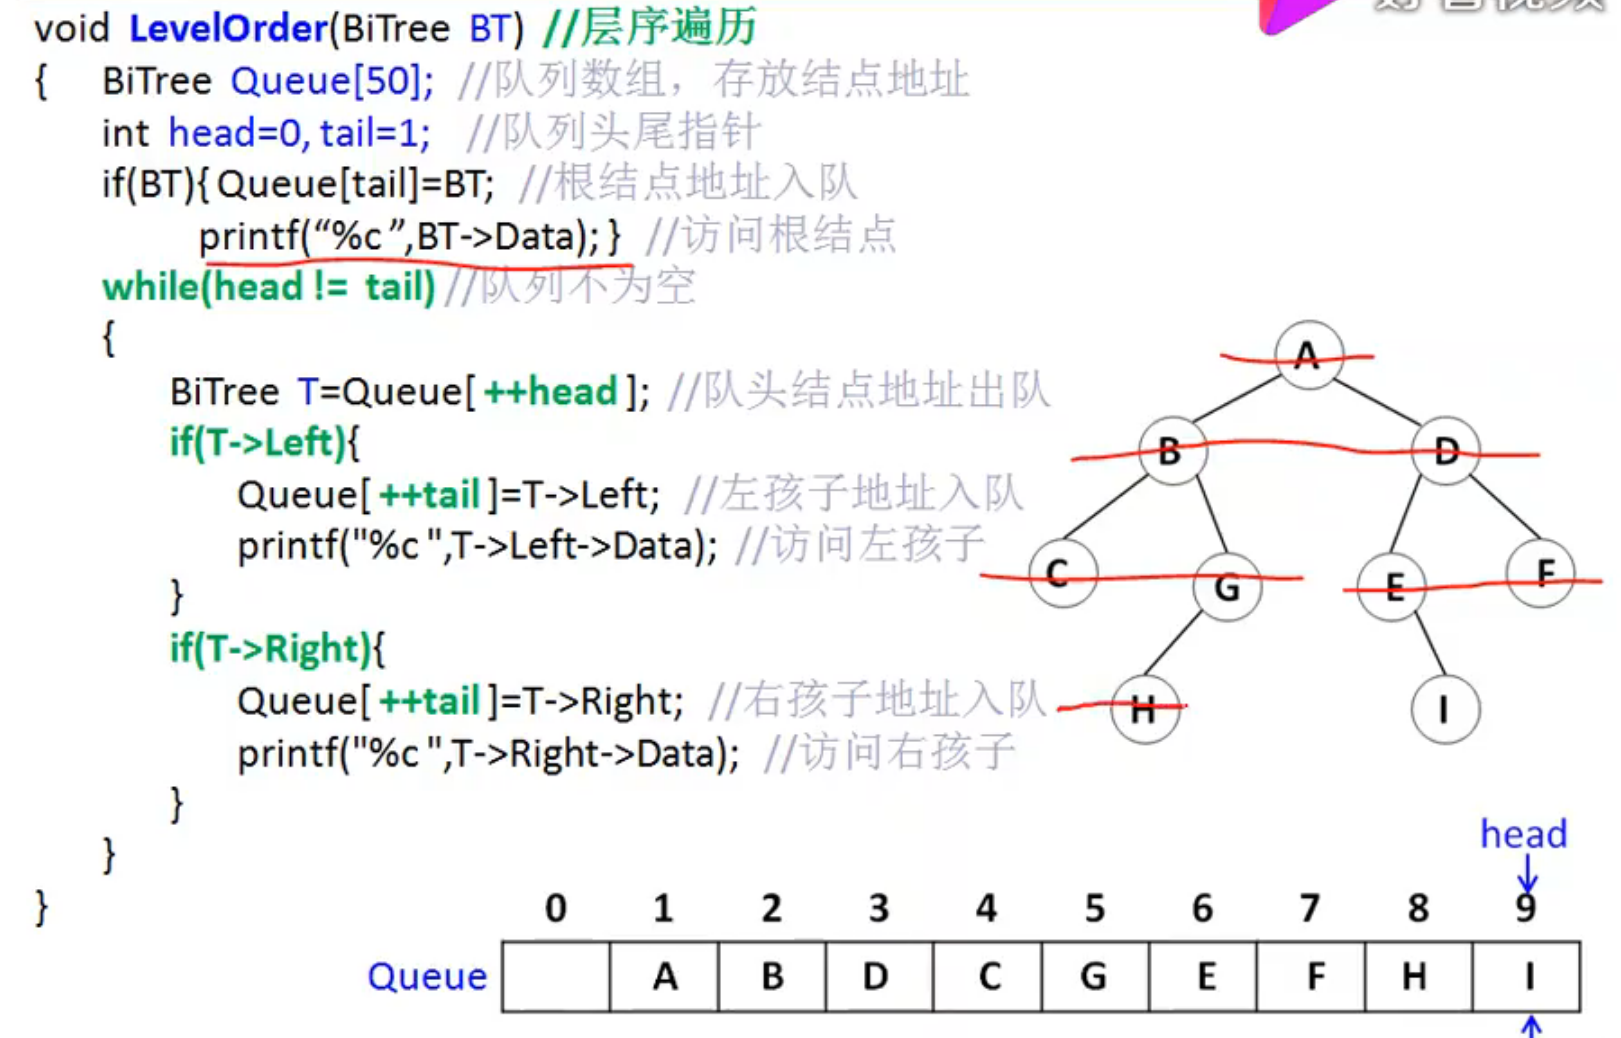 void LevelOrder(BiTree BT) //层序遍历
{ BiTree Queue[50]; //队列数组，存放结点地址
int head=0, tail=1; //队列头尾指针
if(BT){ Queue[tail]=BT; //根结点地址入队
printf(“%c ”,BT->Data); } //访问根结点
while(head != tail) //队列不为空
{
BiTree T=Queue[ ++head ]; //队头结点地址出队
if(T->Left){
Queue[ ++tail ]=T->Left; //左孩子地址入队
printf("%c ",T->Left->Data); //访问左孩子
}
if(T->Right){
Queue[ ++tail ]=T->Right; //右孩子地址入队
printf("%c ",T->Right->Data); //访问右孩子
}
}
}
A
B D
C G E F
H I
head
0 1 2 3 4 5 6 7 8 9
Queue A B D C G E F H I